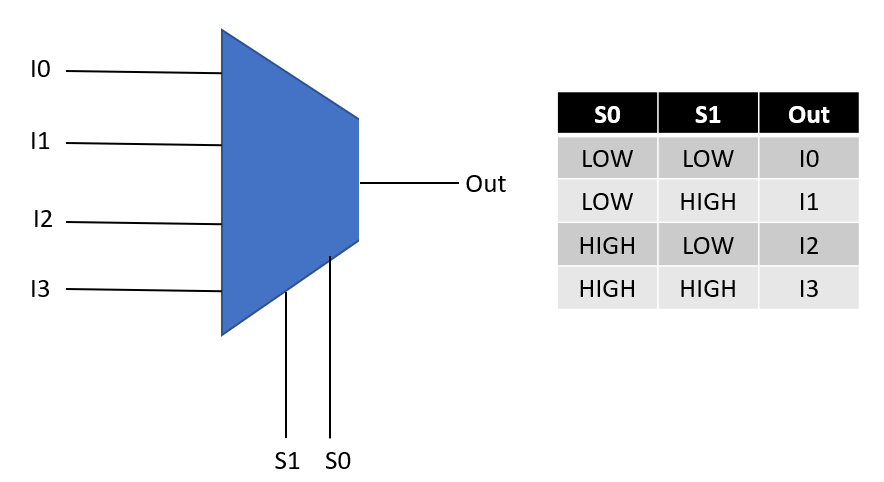 I0
I1
I2
I3
Out
S1 S0
S0 S1 Out
LOW LOW I0
LOW HIGH I1
HIGH LOW I2
HIGH HIGH I3